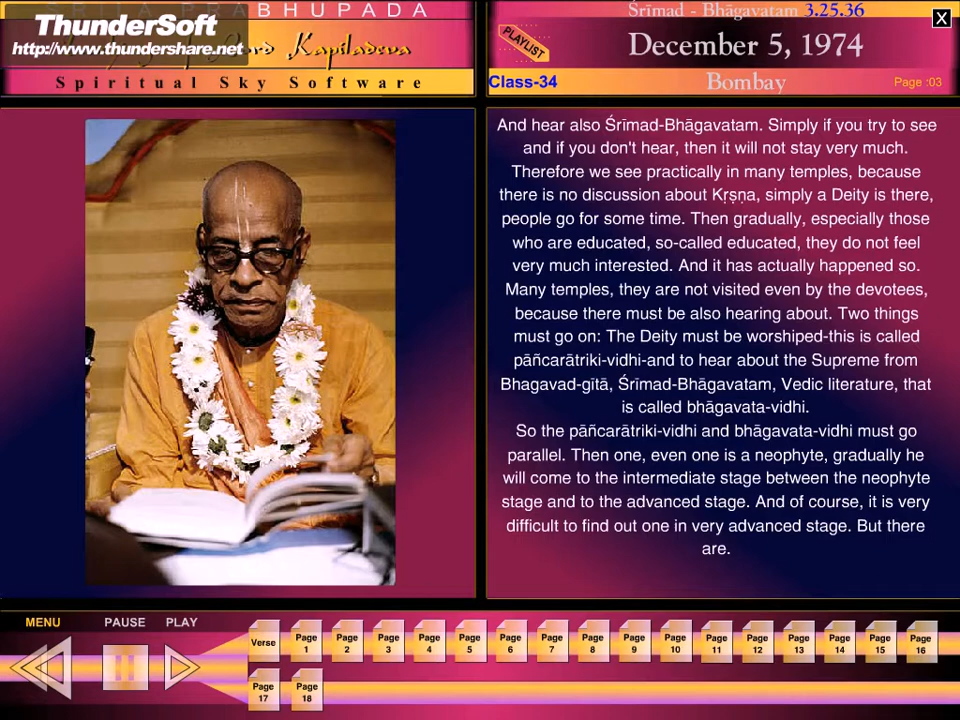 SRILA PRABHUPADA
ThunderSoft
http://www.thundershare.net
Lord Kapiladeva
Spiritual Sky Software
Śrīmad - Bhāgavatam 3.25.36
X
PLAYLIST
December 5, 1974
Class-34
Bombay
Page :03
And hear also Śrīmad-Bhāgavatam. Simply if you try to see
and if you don't hear, then it will not stay very much.
Therefore we see practically in many temples, because
there is no discussion about Kṛṣṇa, simply a Deity is there,
people go for some time. Then gradually, especially those
who are educated, so-called educated, they do not feel
very much interested. And it has actually happened so.
Many temples, they are not visited even by the devotees,
because there must be also hearing about. Two things
must go on: The Deity must be worshiped-this is called
pāñcarātriki-vidhi-and to hear about the Supreme from
Bhagavad-gītā, Śrīmad-Bhāgavatam, Vedic literature, that
is called bhāgavata-vidhi.
So the pāñcarātriki-vidhi and bhāgavata-vidhi must go
parallel. Then one, even one is a neophyte, gradually he
will come to the intermediate stage between the neophyte
stage and to the advanced stage. And of course, it is very
difficult to find out one in very advanced stage. But there
are.
MENU PAUSE PLAY
Verse Page 1 Page 2 Page 3 Page 4 Page 5 Page 6 Page 7 Page 8 Page 9 Page 10 Page 11 Page 12 Page 13 Page 14 Page 15 Page 16
Page 17 Page 18